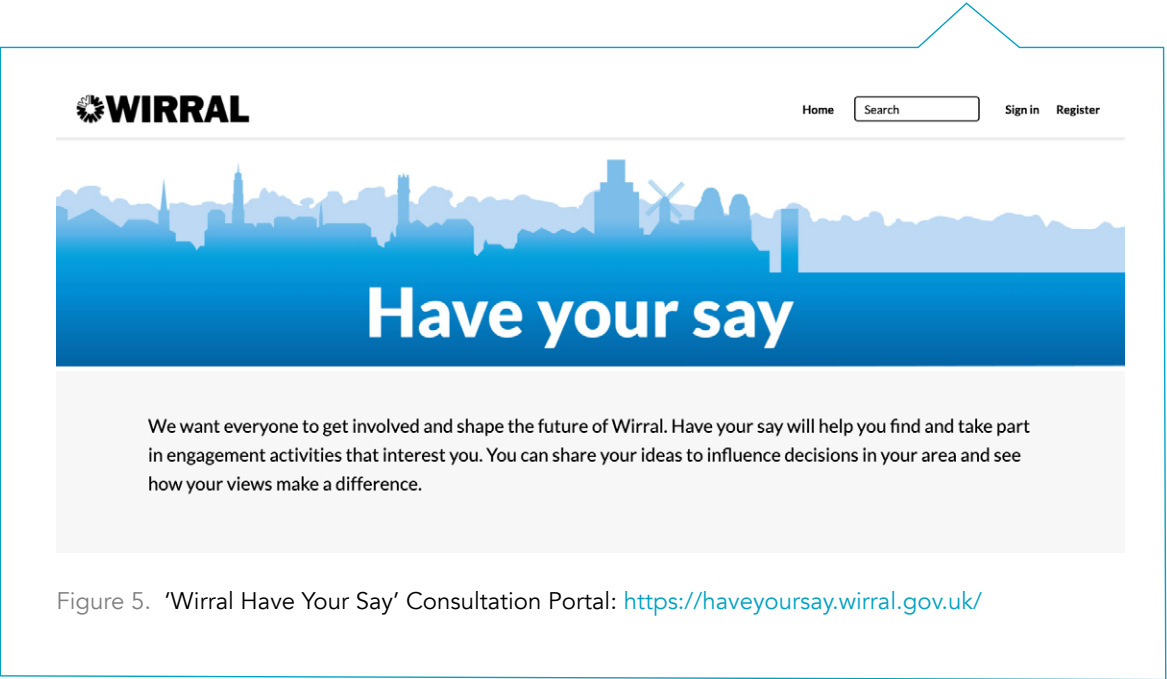 WIRRAL
Home Search Sign in Register
Have your say
We want everyone to get involved and shape the future of Wirral. Have your say will help you find and take part
in engagement activities that interest you. You can share your ideas to influence decisions in your area and see
how your views make a difference.
Figure 5. ‘Wirral Have Your Say’ Consultation Portal: https://haveyoursay.wirral.gov.uk/